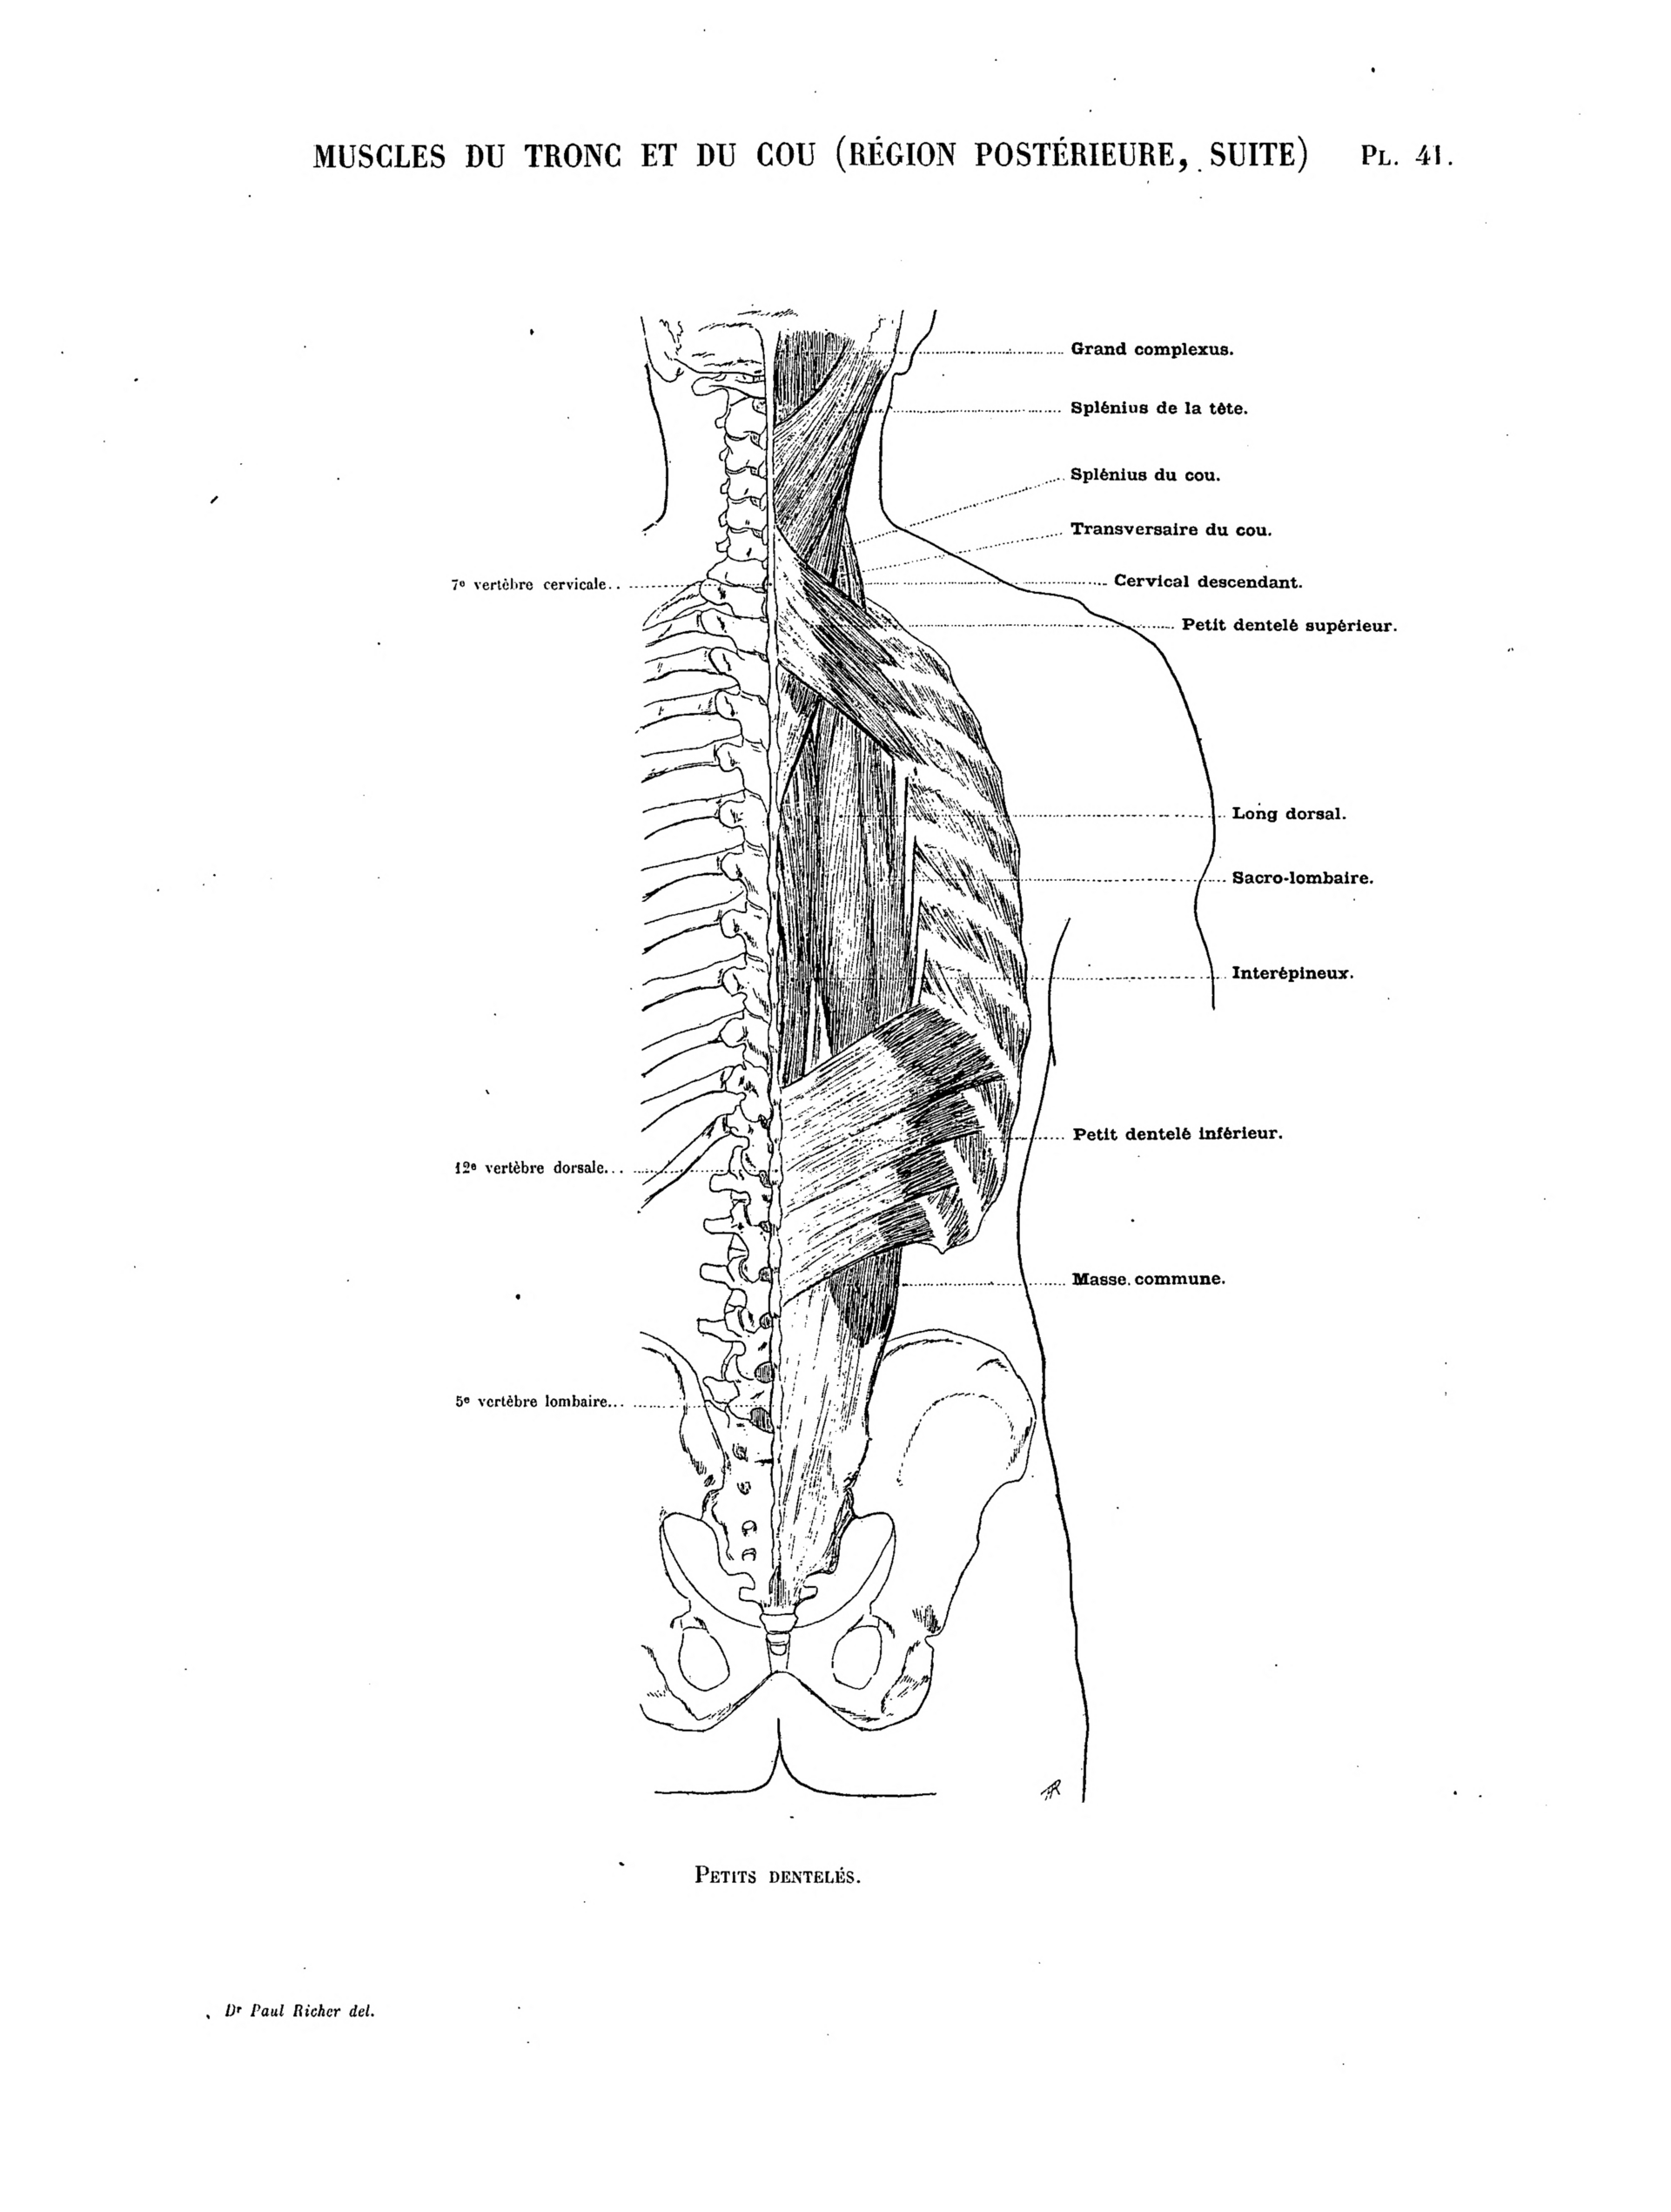 MUSCLES DU TRONC ET DU COU (RÉGION POSTÉRIEURE, SUITE) PL. 41.
Grand complexus.
Splénius de la tête.
Splénius du cou.
Transversaire du cou.
7e vertèbre cervicale..
Cervical descendant.
Petit dentelé supérieur.
Long dorsal.
Sacro-lombaire.
Interépineux.
Petit dentelé inférieur.
12e vertèbre dorsale...
Masse commune.
5e vertèbre lombaire...
PETITS DENTELÉS.
Dr Paul Richer del.